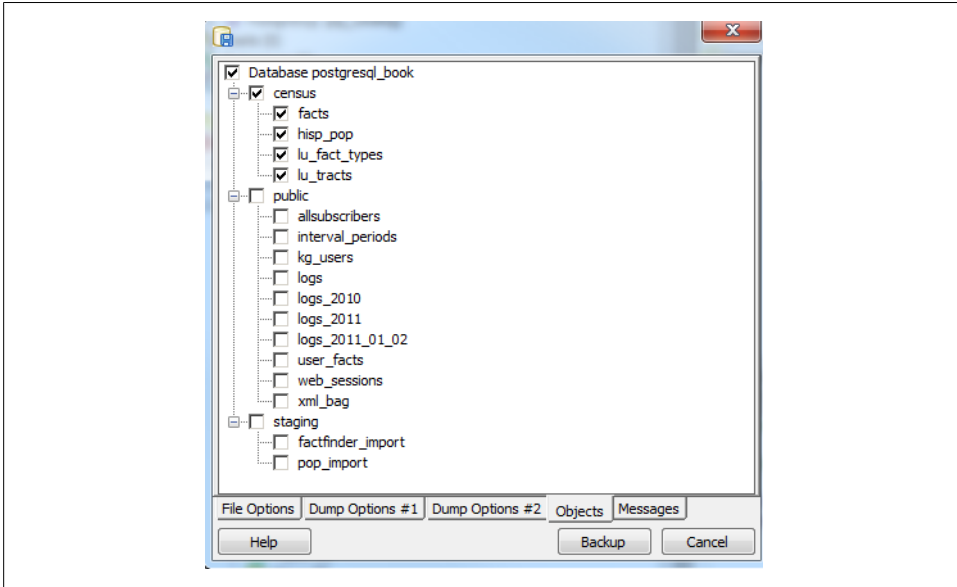 Database postgresql_book
census
facts
hisp_pop
lu_fact_types
lu_tracts
public
allsubscribers
interval_periods
kg_users
logs
logs_2010
logs_2011
logs_2011_01_02
user_facts
web_sessions
xml_bag
staging
factfinder_import
pop_import
File Options Dump Options #1 Dump Options #2 Objects Messages
Help Backup Cancel